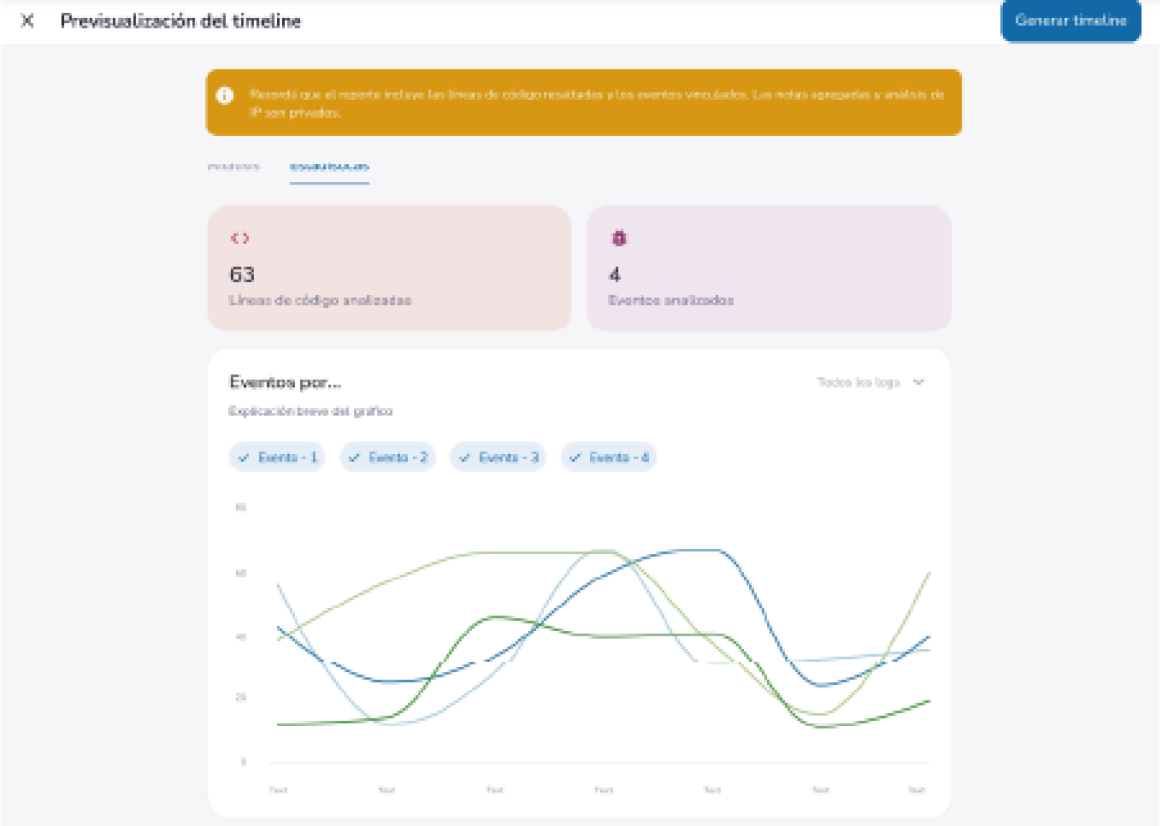 Previsualización del timeline
Generar timeline
Recordá que el reporte incluye las líneas de código resaltadas y los eventos vinculados. Las notas agregadas y análisis de
IP son privados.
63
Líneas de código analizadas
4
Eventos analizados
Eventos por...
Todos los logs
Explicación breve del gráfico
Evento - 1
Evento - 2
Evento - 3
Evento - 4
80
60
40
20
0
Text Text Text Text Text Text Text